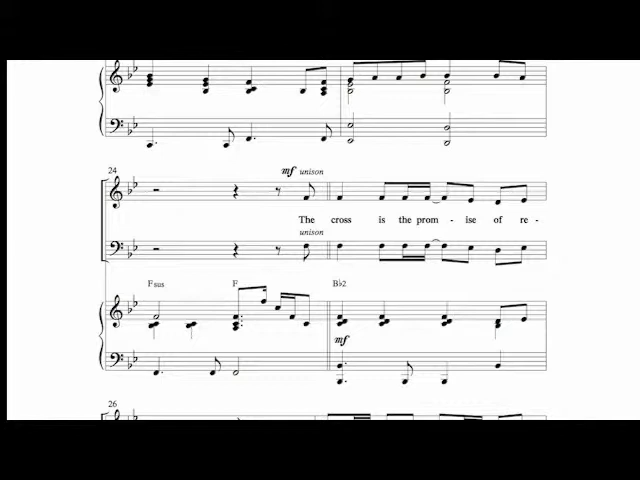 24
mf unison
The cross is the prom - ise of re -
unison
Fsus F B♭2
mf
26